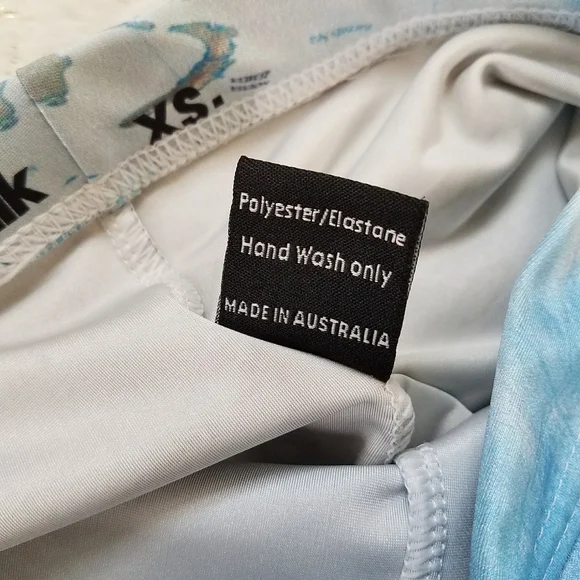 XS.
Polyester/Elastane
Hand Wash only
MADE IN AUSTRALIA